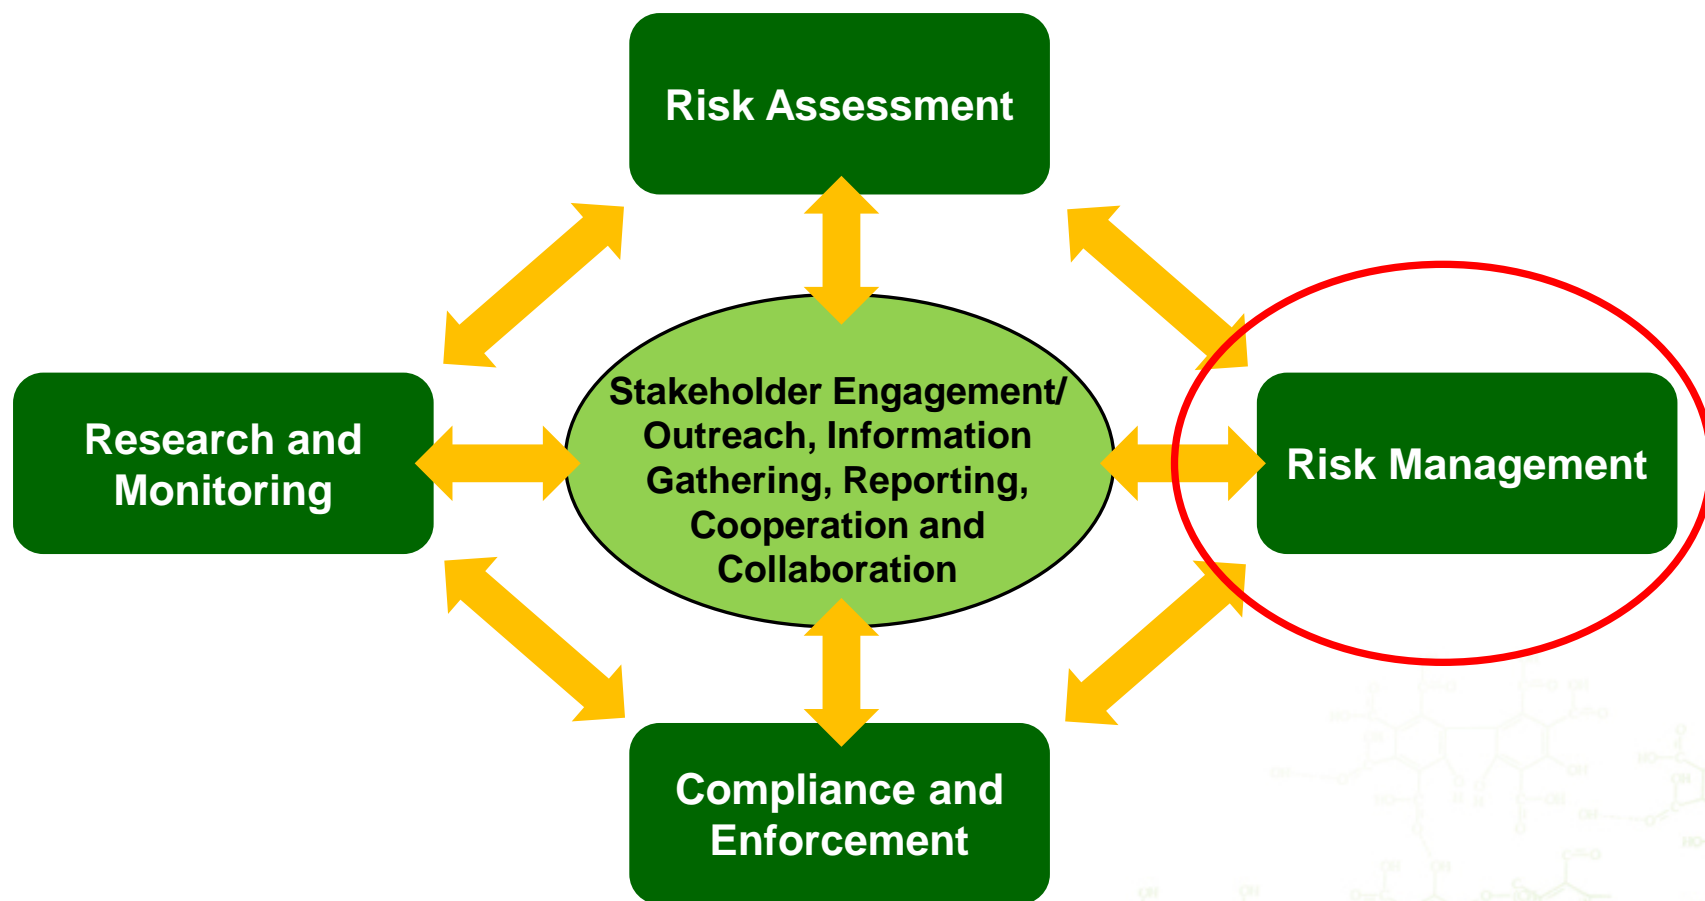 Risk Assessment
Stakeholder Engagement/
Outreach, Information
Gathering, Reporting,
Cooperation and
Collaboration
Research and
Monitoring
Risk Management
Compliance and
Enforcement